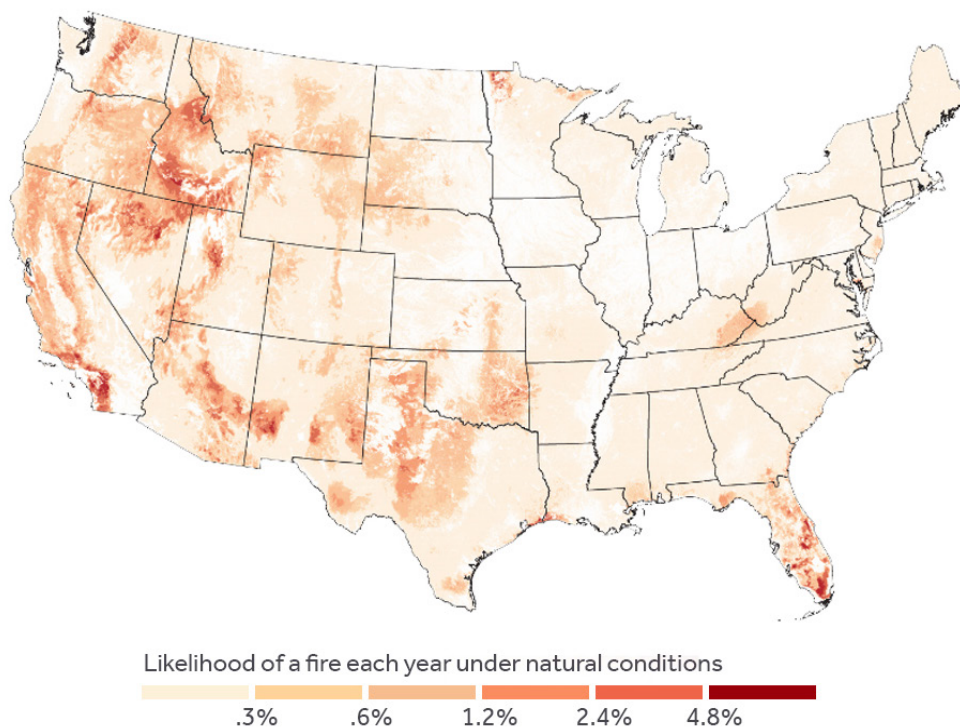 Likelihood of a fire each year under natural conditions
.3% .6% 1.2% 2.4% 4.8%